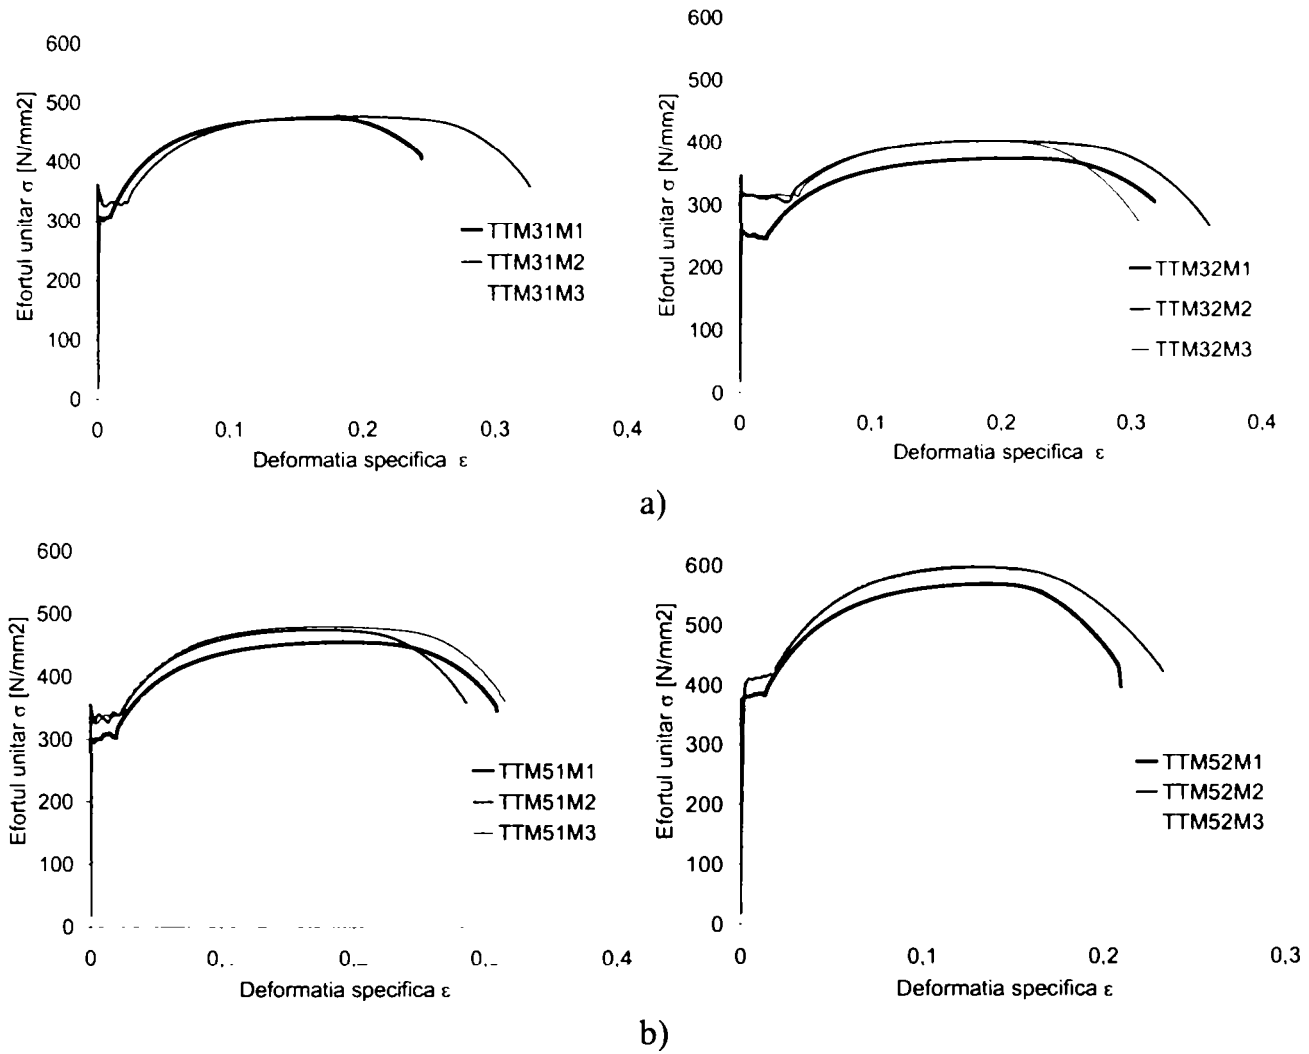 600
500
400
300
200
100
0
Efortul unitar σ [N/mm2]
TTM31M1
TTM31M2
TTM31M3
0 0,1 0,2 0,3 0,4
Deformatia specifica ε
600
500
400
300
200
100
0
Efortul unitar σ [N/mm2]
TTM32M1
TTM32M2
TTM32M3
0 0,1 0,2 0,3 0,4
Deformatia specifica ε
a)
600
500
400
300
200
100
0
Efortul unitar σ [N/mm2]
TTM51M1
TTM51M2
TTM51M3
0 0,4
Deformatia specifica ε
600
500
400
300
200
100
0
Efortul unitar σ [N/mm2]
TTM52M1
TTM52M2
TTM52M3
0 0,1 0,2 0,3
Deformatia specifica ε
b)